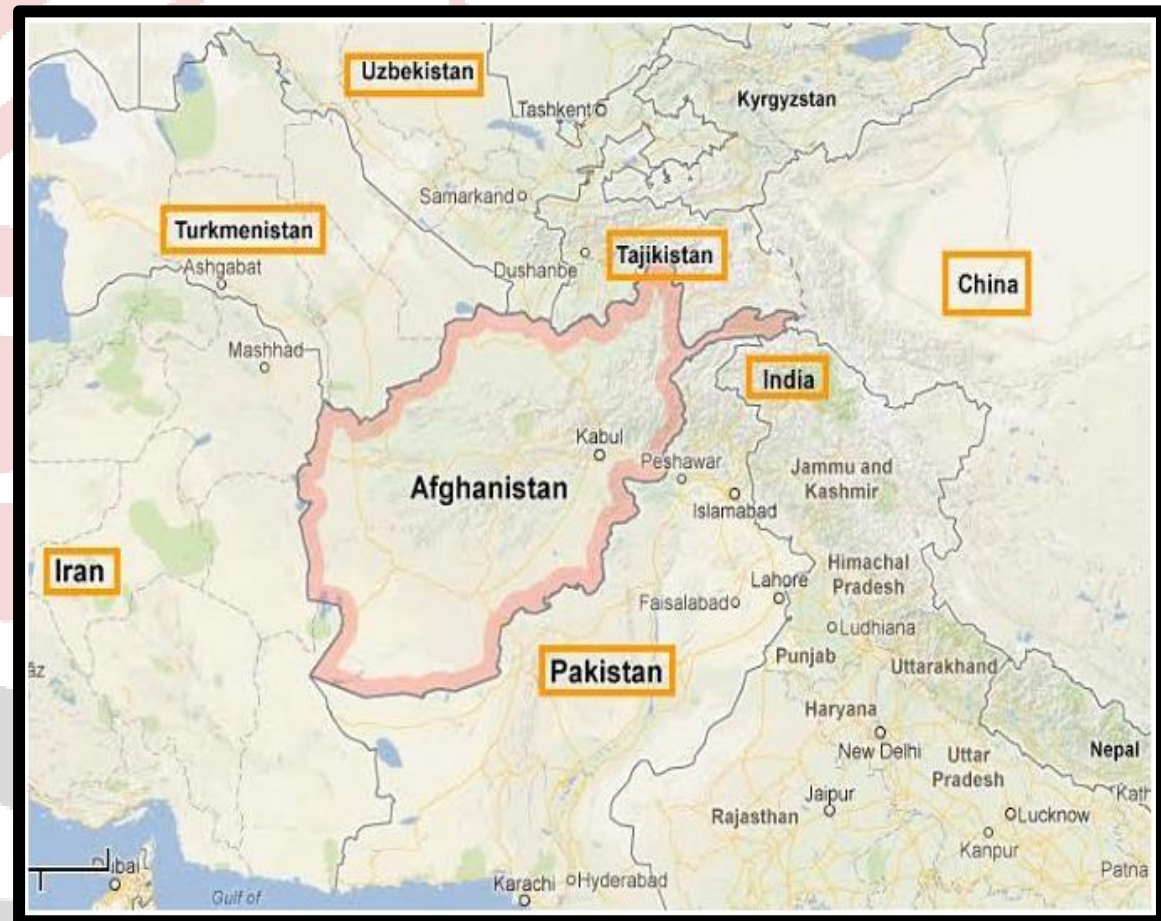 Uzbekistan
Kyrgyzstan
Tashkent
Samarkand
Turkmenistan
Ashgabat
Dushanbe
Tajikistan
China
Mashhad
India
Kabul
Peshawar
Afghanistan
Islamabad
Jammu and
Kashmir
Iran
Himachal
Pradesh
Lahore
Faisalabad
Ludhiana
Pakistan
Punjab
Uttarakhand
Haryana
New Delhi
Nepal
Uttar
Pradesh
Jaipur
Rajasthan
Lucknow
Kanpur
Kath
Patna
Dubai
Gulf of
Karachi
Hyderabad